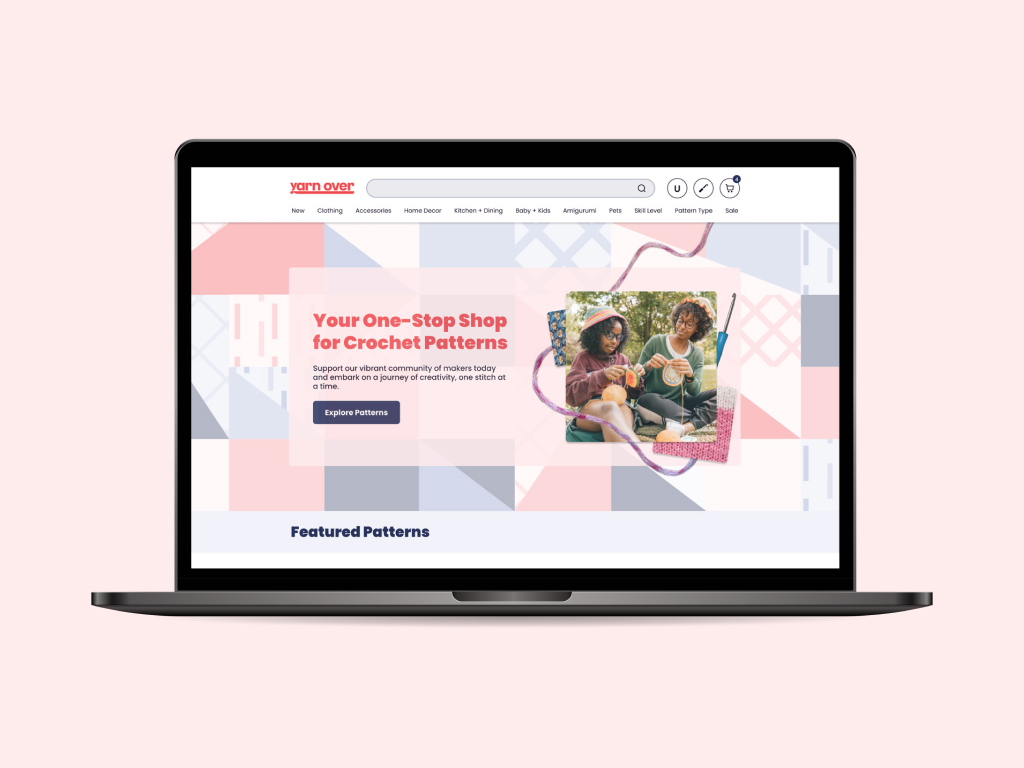 yarn over
U
4
New Clothing Accessories Home Decor Kitchen + Dining Baby + Kids Amigurumi Pets Skill Level Pattern Type Sale
Your One-Stop Shop
for Crochet Patterns
Support our vibrant community of makers today
and embark on a journey of creativity, one stitch at
a time.
Explore Patterns
Featured Patterns